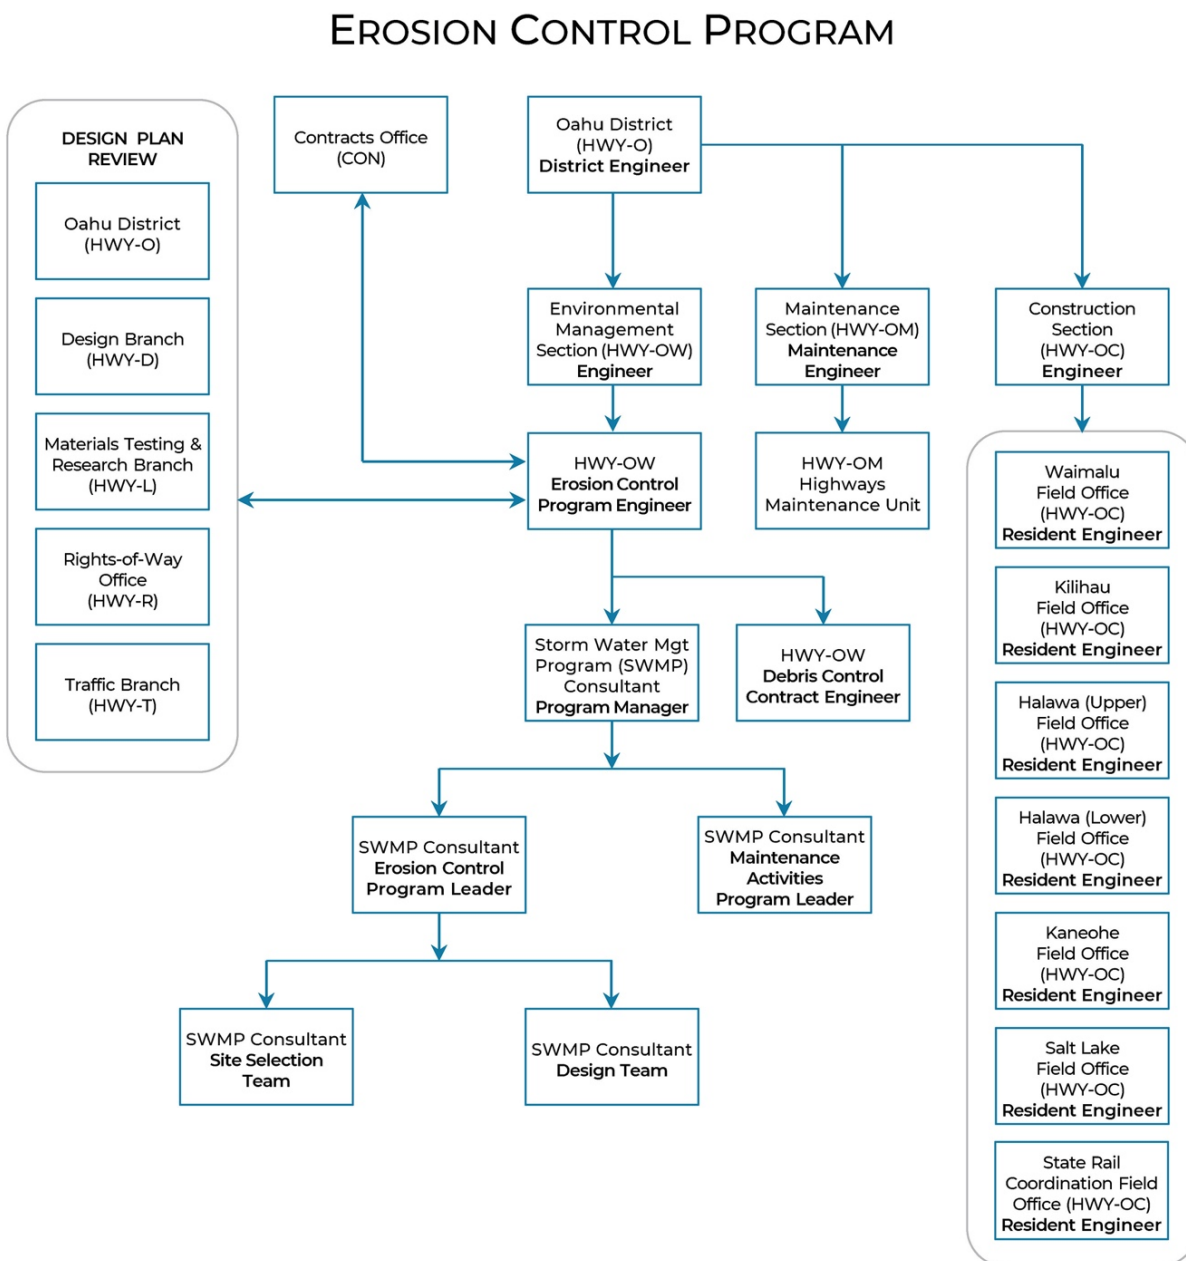 EROSION CONTROL PROGRAM
DESIGN PLAN
REVIEW
Oahu District
(HWY-O)
Design Branch
(HWY-D)
Materials Testing &
Research Branch
(HWY-L)
Rights-of-Way
Office
(HWY-R)
Traffic Branch
(HWY-T)
Contracts Office
(CON)
Oahu District
(HWY-O)
District Engineer
Environmental
Management
Section (HWY-OW)
Engineer
Maintenance
Section (HWY-OM)
Maintenance
Engineer
Construction
Section
(HWY-OC)
Engineer
HWY-OW
Erosion Control
Program Engineer
HWY-OM
Highways
Maintenance Unit
Storm Water Mgt
Program (SWMP)
Consultant
Program Manager
HWY-OW
Debris Control
Contract Engineer
SWMP Consultant
Erosion Control
Program Leader
SWMP Consultant
Maintenance
Activities
Program Leader
SWMP Consultant
Site Selection
Team
SWMP Consultant
Design Team
Waimalu
Field Office
(HWY-OC)
Resident Engineer
Kilihau
Field Office
(HWY-OC)
Resident Engineer
Halawa (Upper)
Field Office
(HWY-OC)
Resident Engineer
Halawa (Lower)
Field Office
(HWY-OC)
Resident Engineer
Kaneohe
Field Office
(HWY-OC)
Resident Engineer
Salt Lake
Field Office
(HWY-OC)
Resident Engineer
State Rail
Coordination Field
Office (HWY-OC)
Resident Engineer